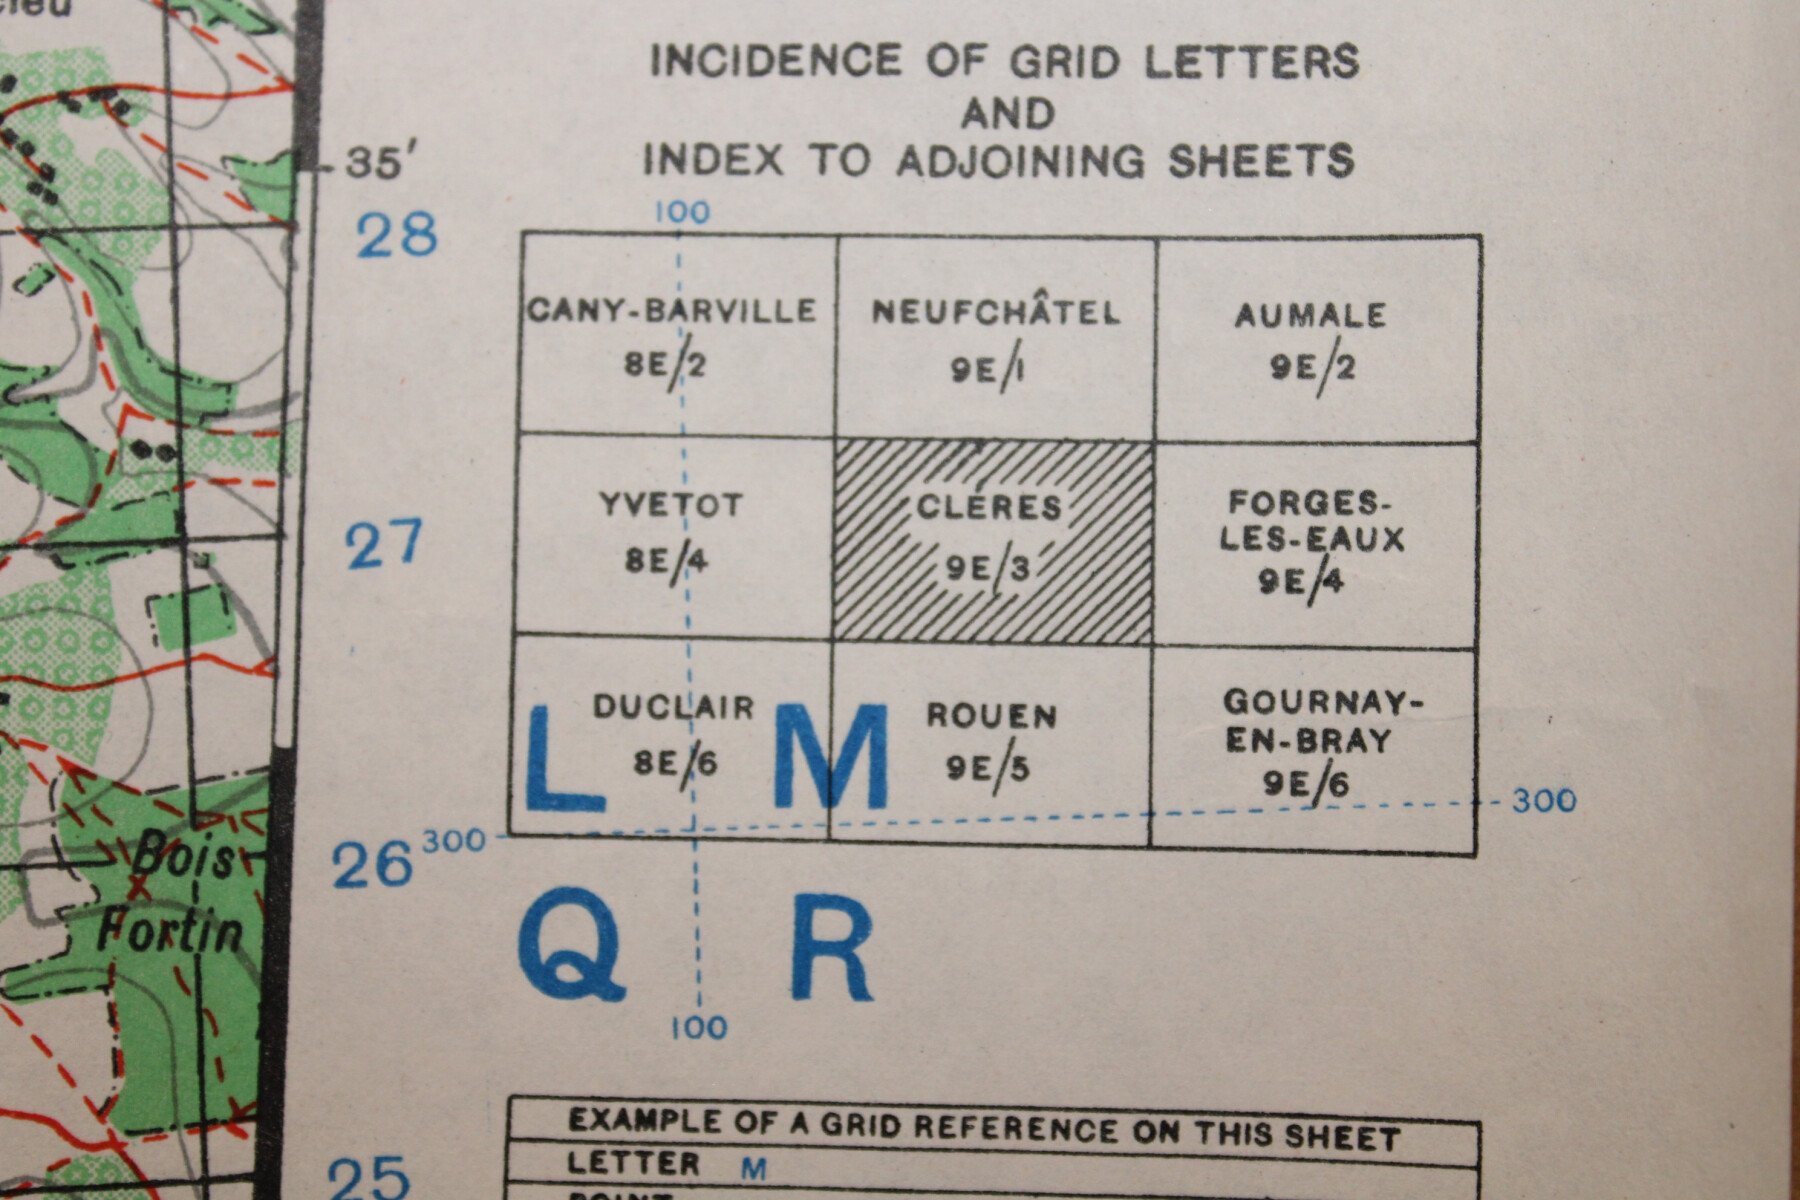 INCIDENCE OF GRID LETTERS
AND
INDEX TO ADJOINING SHEETS
35′
28
27
26
25
100
CANY-BARVILLE
8E/2
NEUFCHÂTEL
9E/1
AUMALE
9E/2
YVETOT
8E/4
CLÉRES
9E/3
FORGES-
LES-EAUX
9E/4
DUCLAIR
8E/6
L M
ROUEN
9E/5
GOURNAY-
EN-BRAY
9E/6
300
300
Q R
100
Bois
Fortin
EXAMPLE OF A GRID REFERENCE ON THIS SHEET
LETTER M
POINT